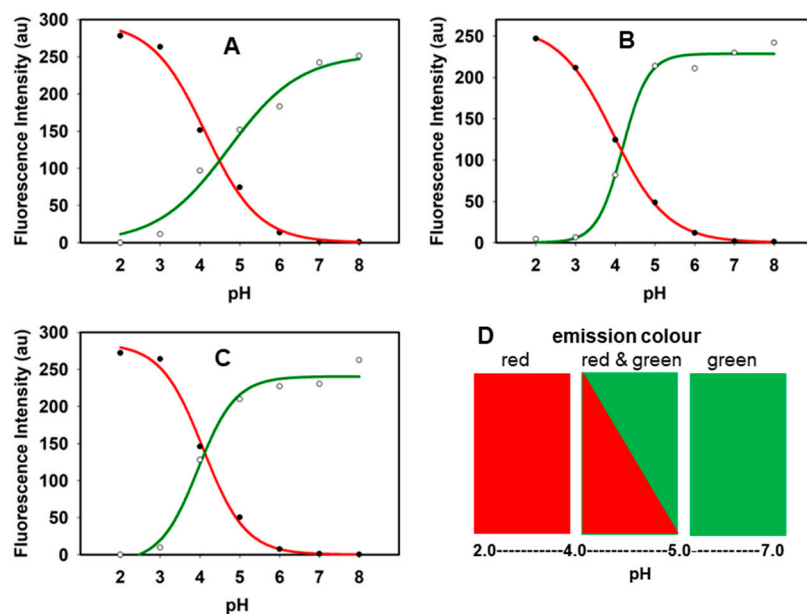 A
Fluorescence Intensity (au)
300
250
200
150
100
50
0
2 3 4 5 6 7 8
pH
B
Fluorescence Intensity (au)
250
200
150
100
50
0
2 3 4 5 6 7 8
pH
C
Fluorescence Intensity (au)
300
250
200
150
100
50
0
2 3 4 5 6 7 8
pH
D emission colour
red red & green green
2.0--------------4.0--------------5.0-----------7.0
pH